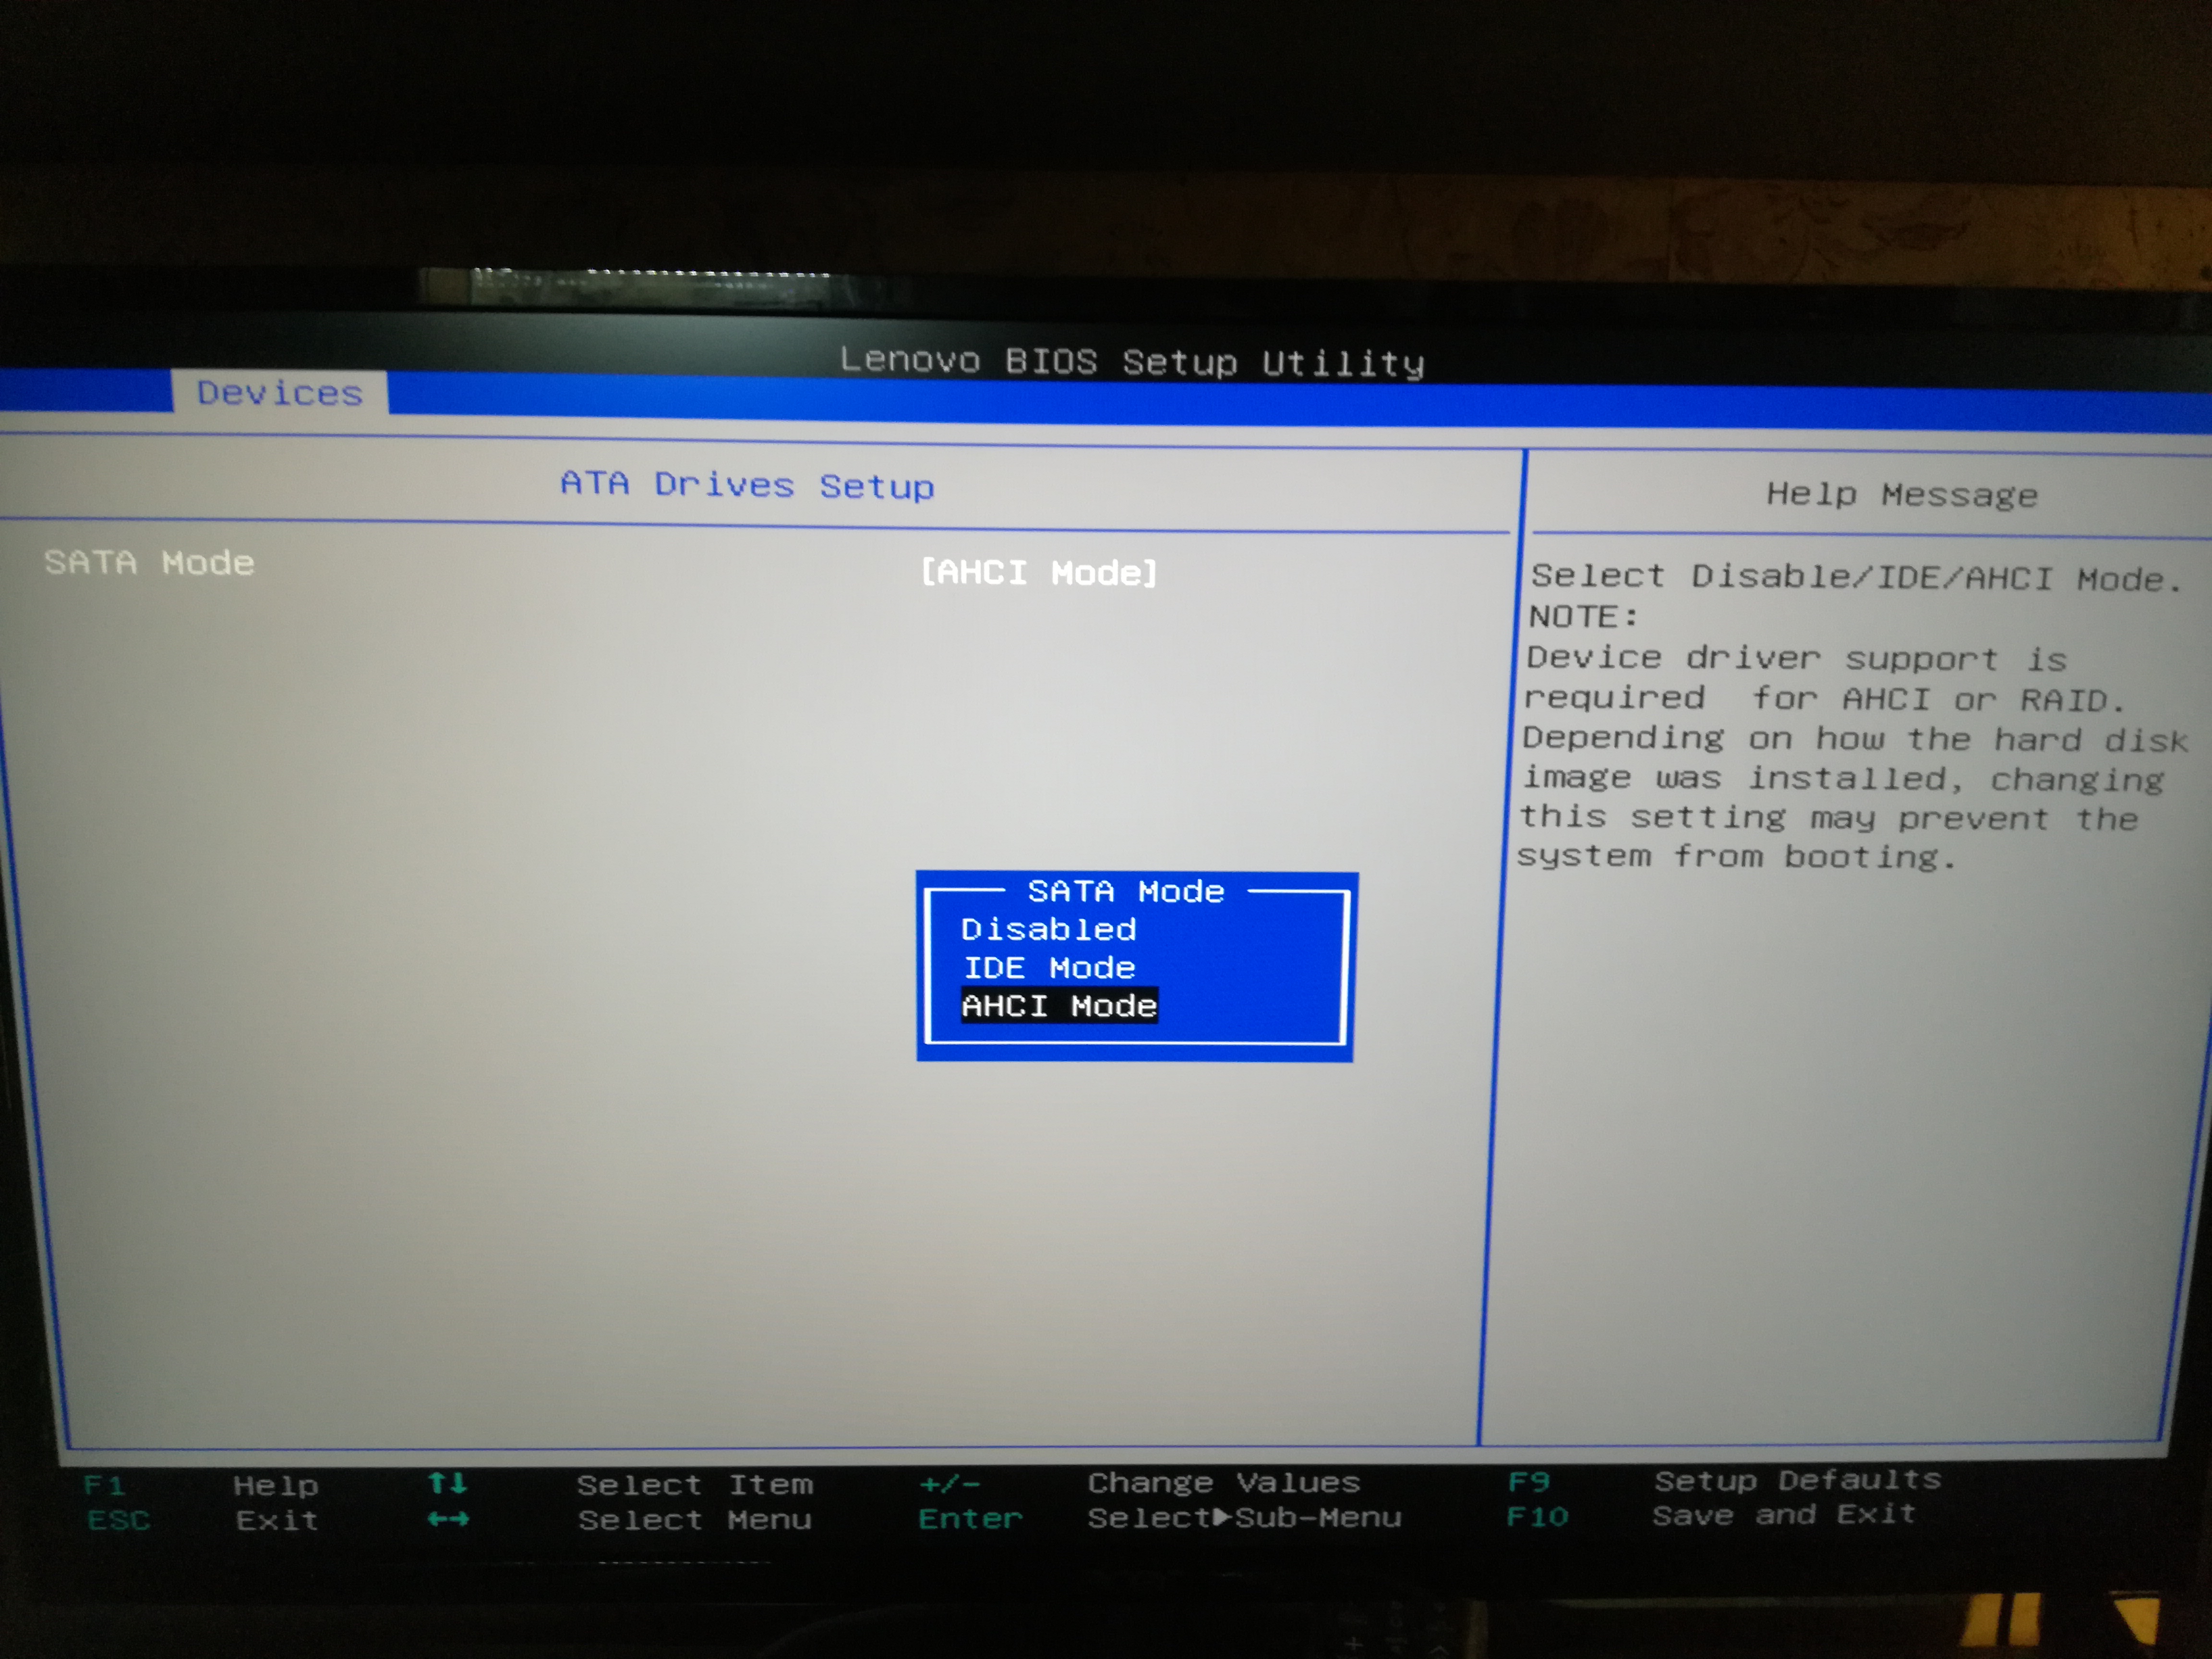 Lenovo BIOS Setup Utility
Devices
ATA Drives Setup
Help Message
SATA Mode [AHCI Mode]
Select Disable/IDE/AHCI Mode.
NOTE:
Device driver support is
required for AHCI or RAID.
Depending on how the hard disk
image was installed, changing
this setting may prevent the
system from booting.
SATA Mode
Disabled
IDE Mode
AHCI Mode
F1 Help ↑↓ Select Item +/- Change Values F9 Setup Defaults
ESC Exit ←→ Select Menu Enter Select▶Sub-Menu F10 Save and Exit